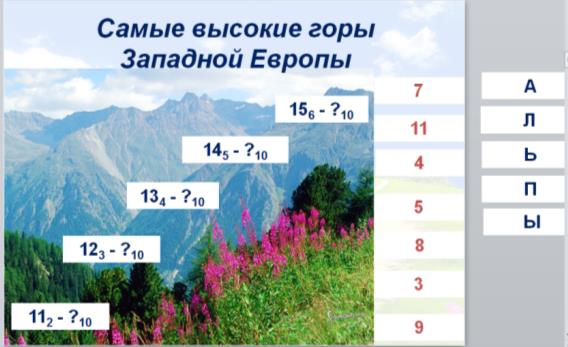 Самые высокие горы
Западной Европы
15₆ - ?₁₀
14₅ - ?₁₀
13₄ - ?₁₀
12₃ - ?₁₀
11₂ - ?₁₀
7
11
4
5
8
3
9
А
Л
Ь
П
Ы